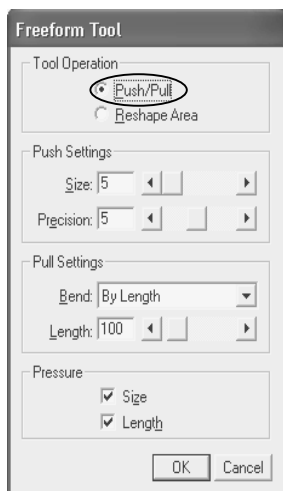 Freeform Tool
Tool Operation
Push/Pull
Reshape Area
Push Settings
Size: 5
Precision: 5
Pull Settings
Bend: By Length
Length: 100
Pressure
Size
Length
OK Cancel